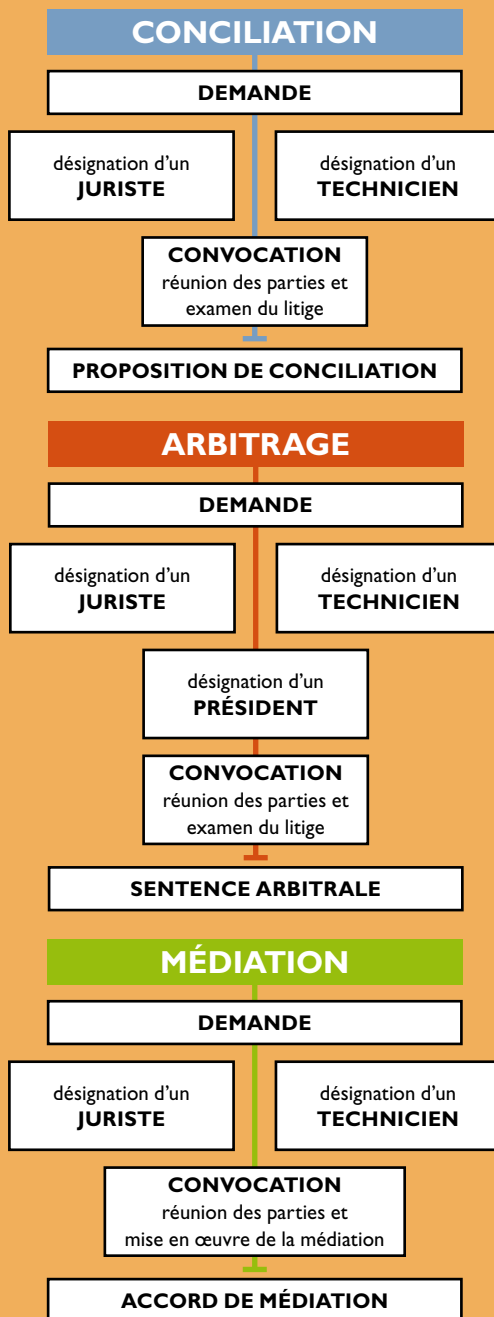 CONCILIATION
DEMANDE
désignation d’un
JURISTE
désignation d’un
TECHNICIEN
CONVOCATION
réunion des parties et
examen du litige
PROPOSITION DE CONCILIATION
ARBITRAGE
DEMANDE
désignation d’un
JURISTE
désignation d’un
TECHNICIEN
désignation d’un
PRÉSIDENT
CONVOCATION
réunion des parties et
examen du litige
SENTENCE ARBITRALE
MÉDIATION
DEMANDE
désignation d’un
JURISTE
désignation d’un
TECHNICIEN
CONVOCATION
réunion des parties et
mise en œuvre de la médiation
ACCORD DE MÉDIATION